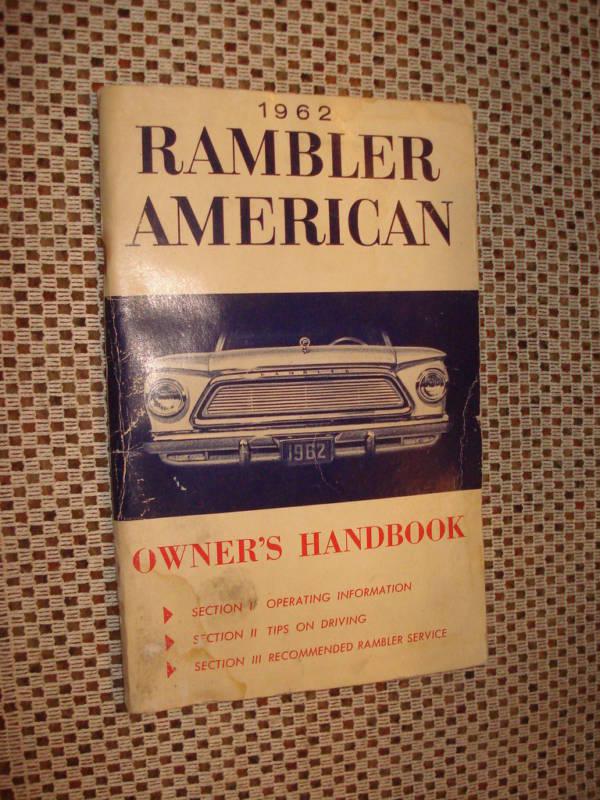 1962
RAMBLER
AMERICAN
RAMBLER
1962
OWNER'S HANDBOOK
SECTION I OPERATING INFORMATION
SECTION II TIPS ON DRIVING
SECTION III RECOMMENDED RAMBLER SERVICE